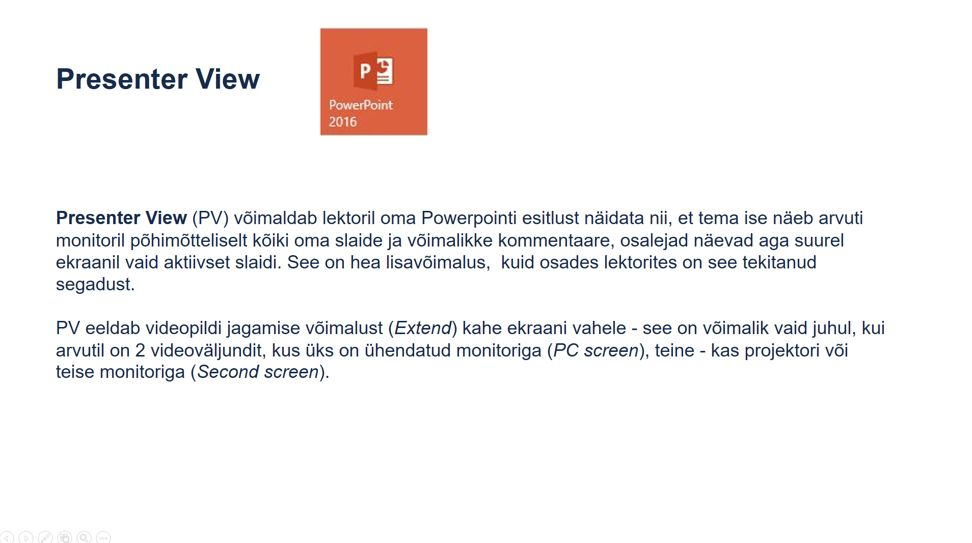 Presenter View
P
PowerPoint
2016
Presenter View (PV) võimaldab lektoril oma Powerpointi esitlust näidata nii, et tema ise näeb arvuti
monitoril põhimõtteliselt kõiki oma slaide ja võimalikke kommentaare, osalejad näevad aga suurel
ekraanil vaid aktiivset slaidi. See on hea lisavõimalus,  kuid osades lektorites on see tekitanud
segadust.
PV eeldab videopildi jagamise võimalust (Extend) kahe ekraani vahele - see on võimalik vaid juhul, kui
arvutil on 2 videoväljundit, kus üks on ühendatud monitoriga (PC screen), teine - kas projektori või
teise monitoriga (Second screen).